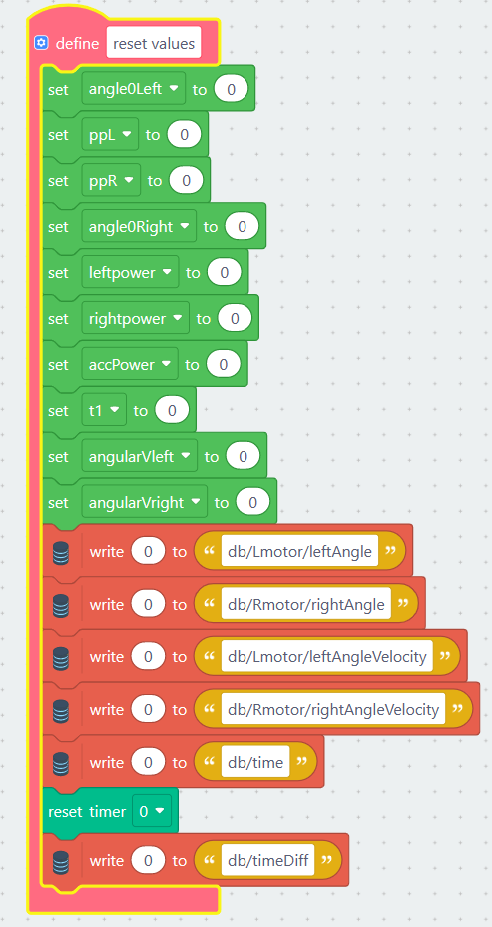 define reset values
set angle0Left to 0
set ppL to 0
set ppR to 0
set angle0Right to 0
set leftpower to 0
set rightpower to 0
set accPower to 0
set t1 to 0
set angularVleft to 0
set angularVright to 0
write 0 to “ db/Lmotor/leftAngle ”
write 0 to “ db/Rmotor/rightAngle ”
write 0 to “ db/Lmotor/leftAngleVelocity ”
write 0 to “ db/Rmotor/rightAngleVelocity ”
write 0 to “ db/time ”
reset timer 0
write 0 to “ db/timeDiff ”